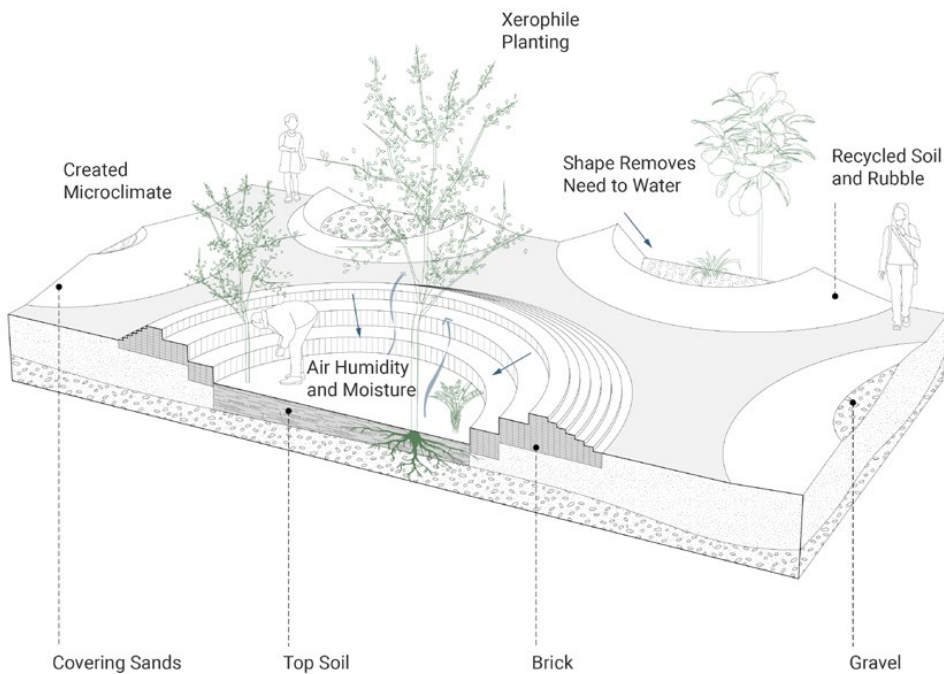 Xerophile
Planting
Created
Microclimate
Shape Removes
Need to Water
Recycled Soil
and Rubble
Air Humidity
and Moisture
Covering Sands
Top Soil
Brick
Gravel